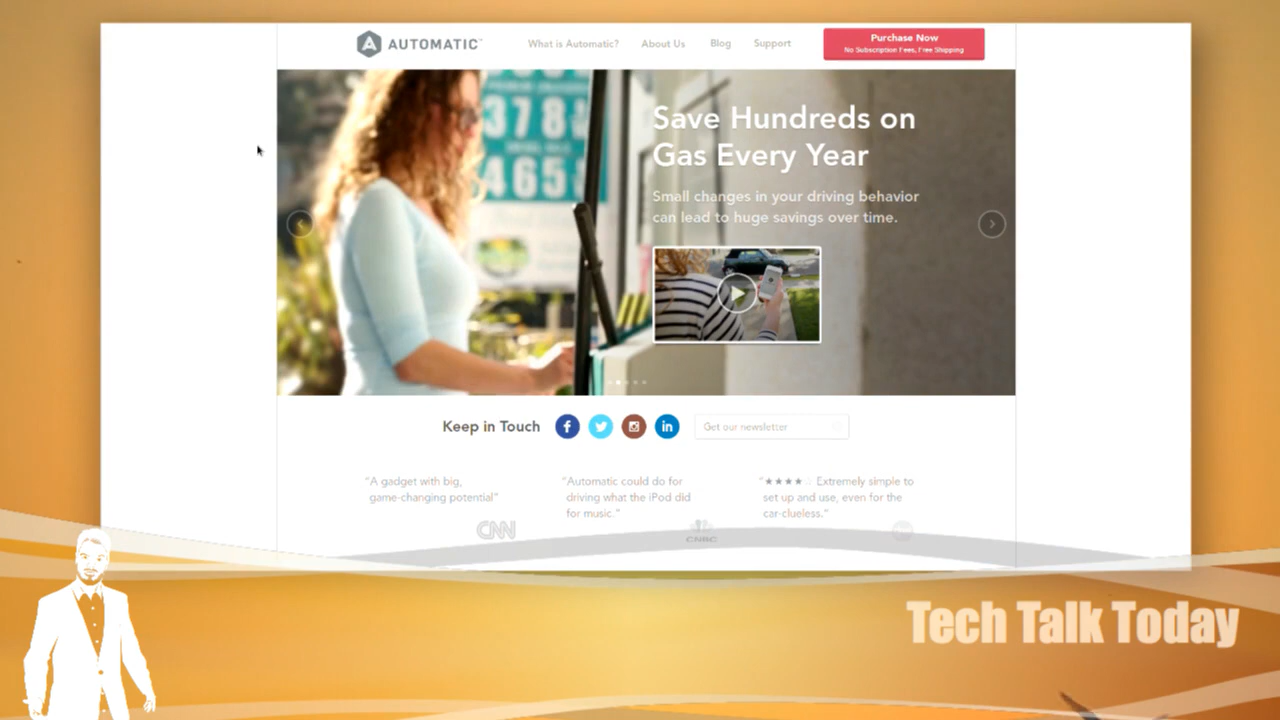 AUTOMATIC™
What is Automatic?
About Us
Blog
Support
Purchase Now
No Subscription Fees, Free Shipping
378
465
Save Hundreds on
Gas Every Year
Small changes in your driving behavior
can lead to huge savings over time.
Keep in Touch
Get our newsletter
"A gadget with big,
game-changing potential"
CNN
"Automatic could do for
driving what the iPod did
for music."
CNBC
"★★★★ Extremely simple to
set up and use, even for the
car-clueless."
Tech Talk Today